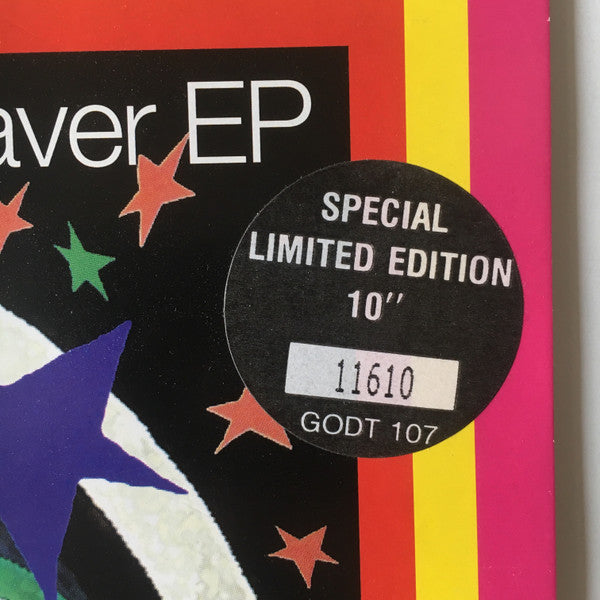 aver EP
SPECIAL
LIMITED EDITION
10"
11610
GODT 107